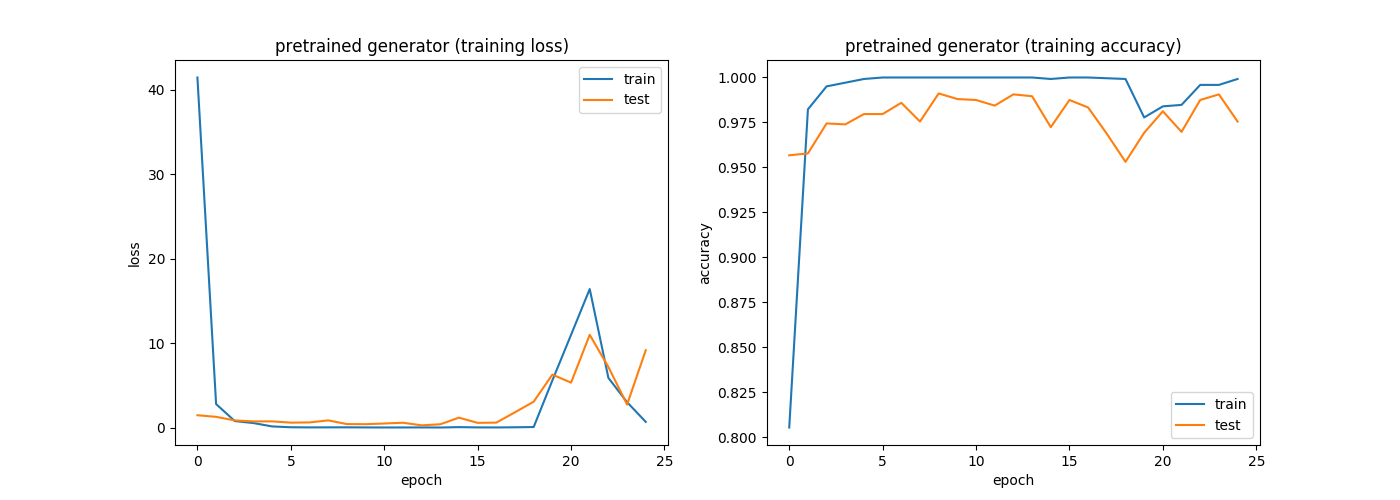 pretrained generator (training loss)
train
test
40
30
20
10
0
loss
0 5 10 15 20 25
epoch
pretrained generator (training accuracy)
1.000
0.975
0.950
0.925
0.900
0.875
0.850
0.825
0.800
accuracy
train
test
0 5 10 15 20 25
epoch